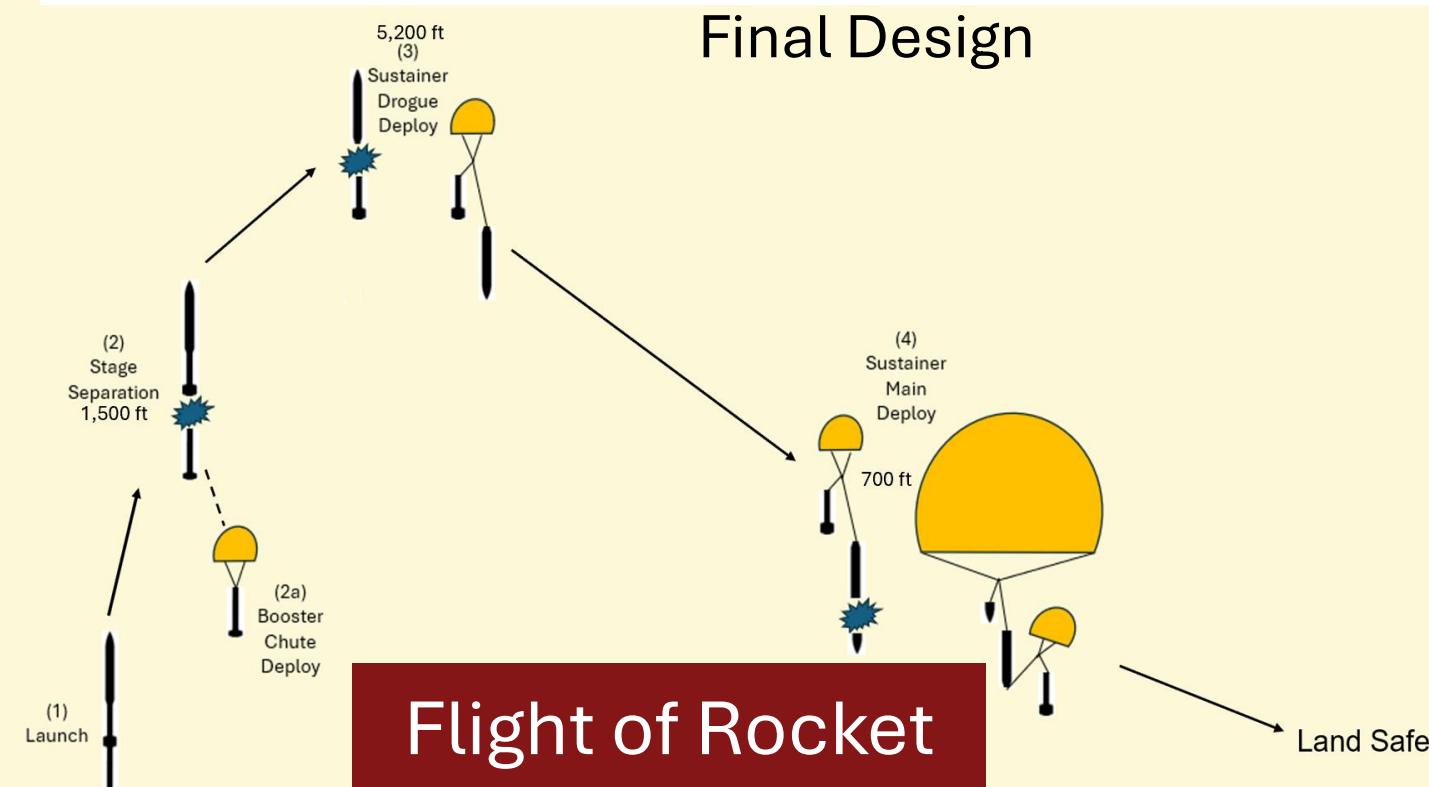 Final Design
5,200 ft
(3)
Sustainer
Drogue
Deploy
(2)
Stage
Separation
1,500 ft
(4)
Sustainer
Main
Deploy
700 ft
(2a)
Booster
Chute
Deploy
(1)
Launch
Flight of Rocket
Land Safe